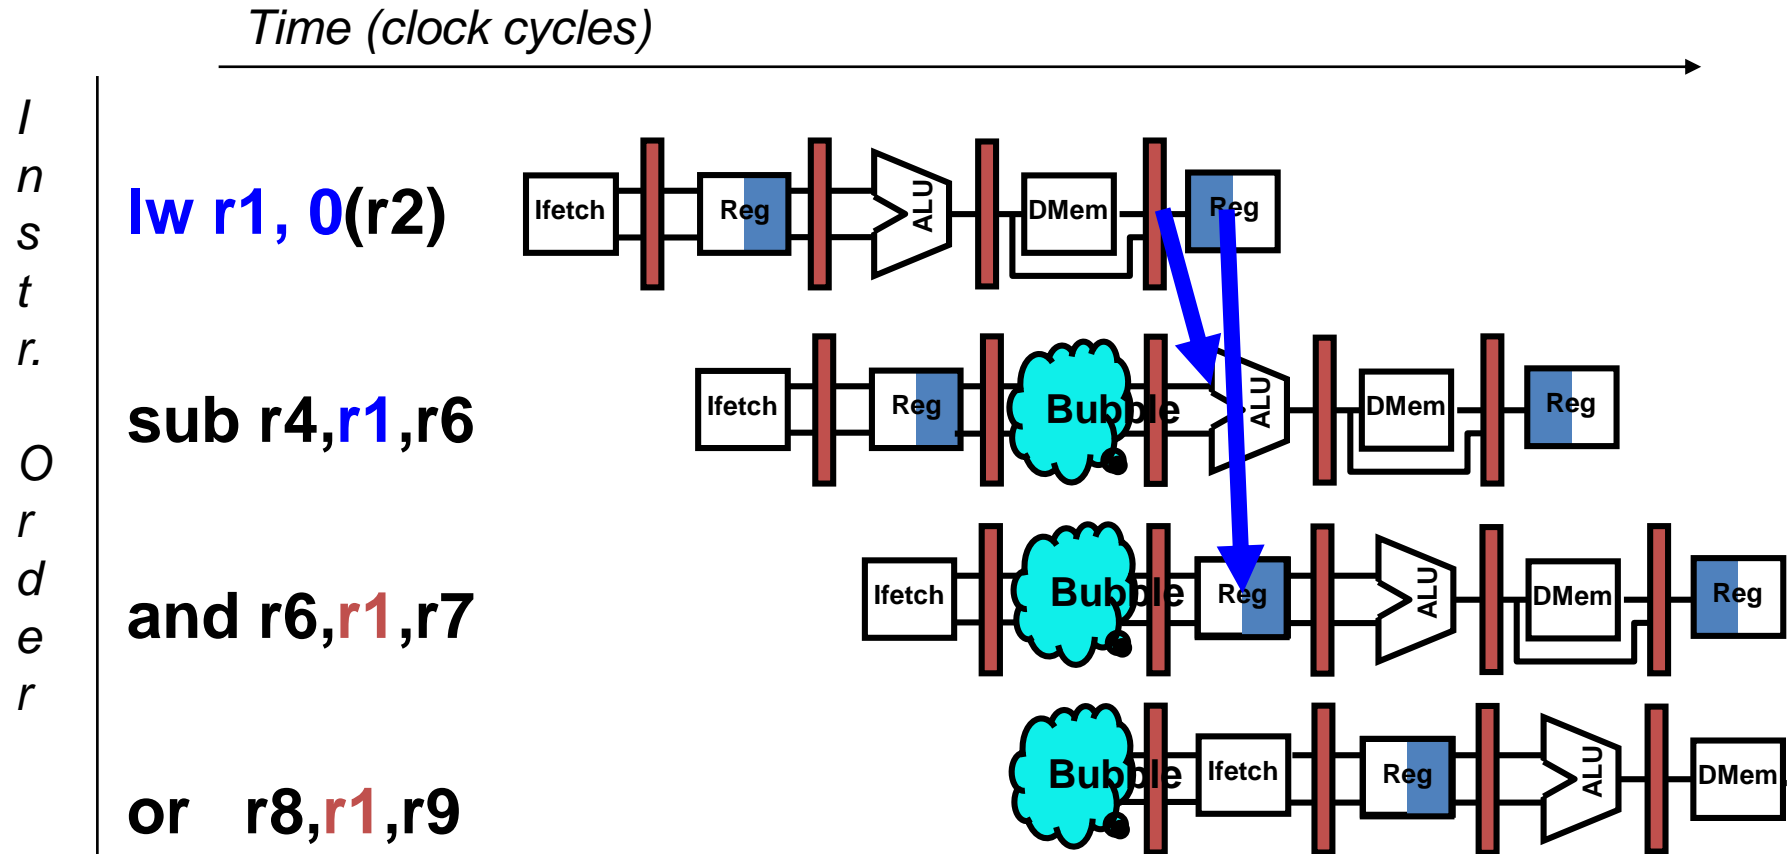 Time (clock cycles)
Instr. Order
lw r1, 0(r2)
Ifetch Reg ALU DMem Reg
sub r4,r1,r6
Ifetch Reg Bubble ALU DMem Reg
and r6,r1,r7
Ifetch Bubble Reg ALU DMem Reg
or r8,r1,r9
Bubble Ifetch Reg ALU DMem